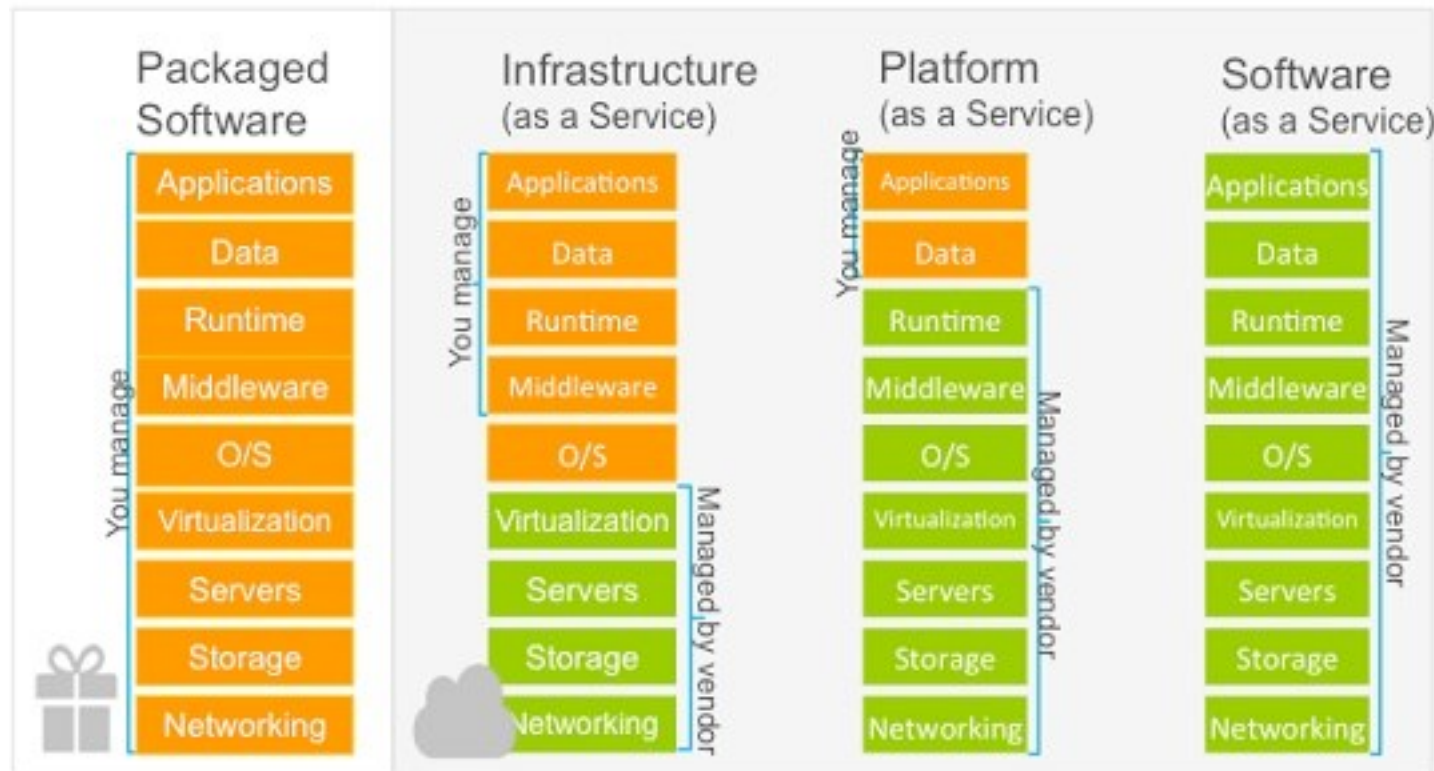 Packaged
Software
You manage
Applications
Data
Runtime
Middleware
O/S
Virtualization
Servers
Storage
Networking
Infrastructure
(as a Service)
You manage
Applications
Data
Runtime
Middleware
O/S
Virtualization
Servers
Storage
Networking
Managed by vendor
Platform
(as a Service)
You manage
Applications
Data
Runtime
Middleware
O/S
Virtualization
Servers
Storage
Networking
Managed by vendor
Software
(as a Service)
Applications
Data
Runtime
Middleware
O/S
Virtualization
Servers
Storage
Networking
Managed by vendor